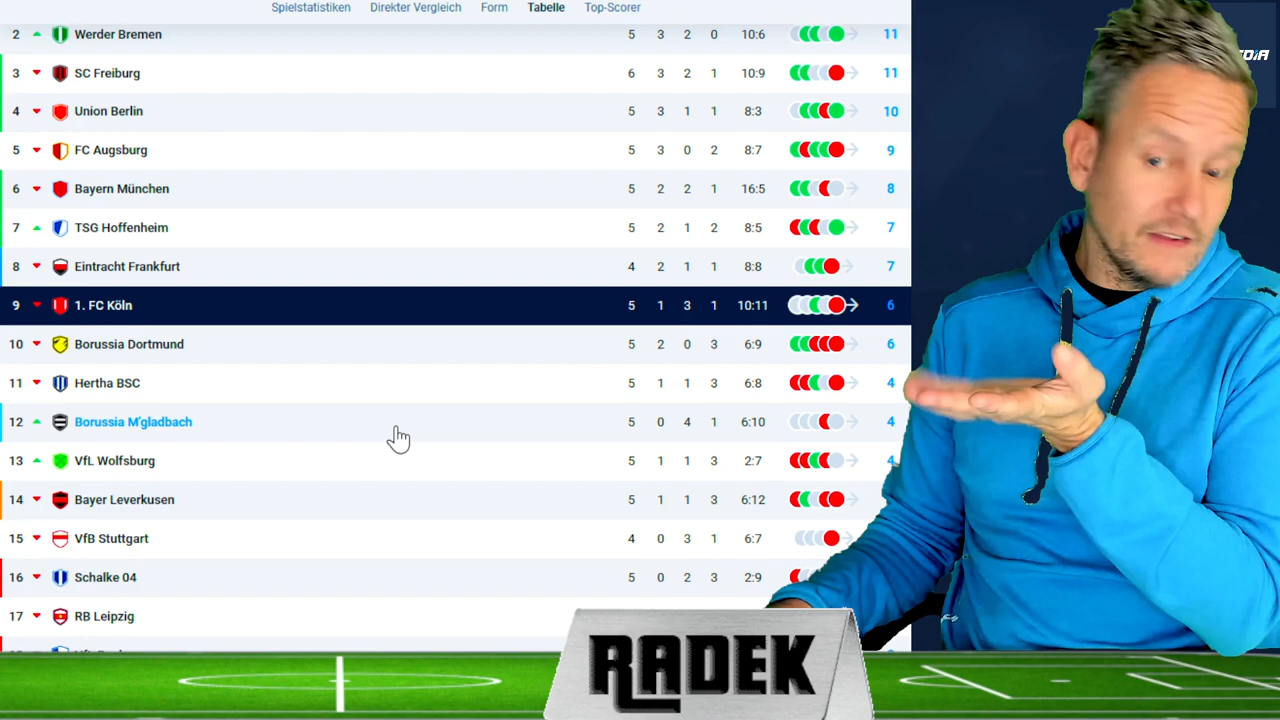 Spielstatistiken Direkter Vergleich Form Tabelle Top-Scorer
2 Werder Bremen 5 3 2 0 10:6 11
3 SC Freiburg 6 3 2 1 10:9 11
4 Union Berlin 5 3 1 1 8:3 10
5 FC Augsburg 5 3 0 2 8:7 9
6 Bayern München 5 2 2 1 16:5 8
7 TSG Hoffenheim 5 2 1 2 8:5 7
8 Eintracht Frankfurt 4 2 1 1 8:8 7
9 1. FC Köln 5 1 3 1 10:11 6
10 Borussia Dortmund 5 2 0 3 6:9 6
11 Hertha BSC 5 1 1 3 6:8 4
12 Borussia M'gladbach 5 0 4 1 6:10 4
13 VfL Wolfsburg 5 1 1 3 2:7 4
14 Bayer Leverkusen 5 1 1 3 6:12
15 VfB Stuttgart 4 0 3 1 6:7
16 Schalke 04 5 0 2 3 2:9
17 RB Leipzig
RADEK